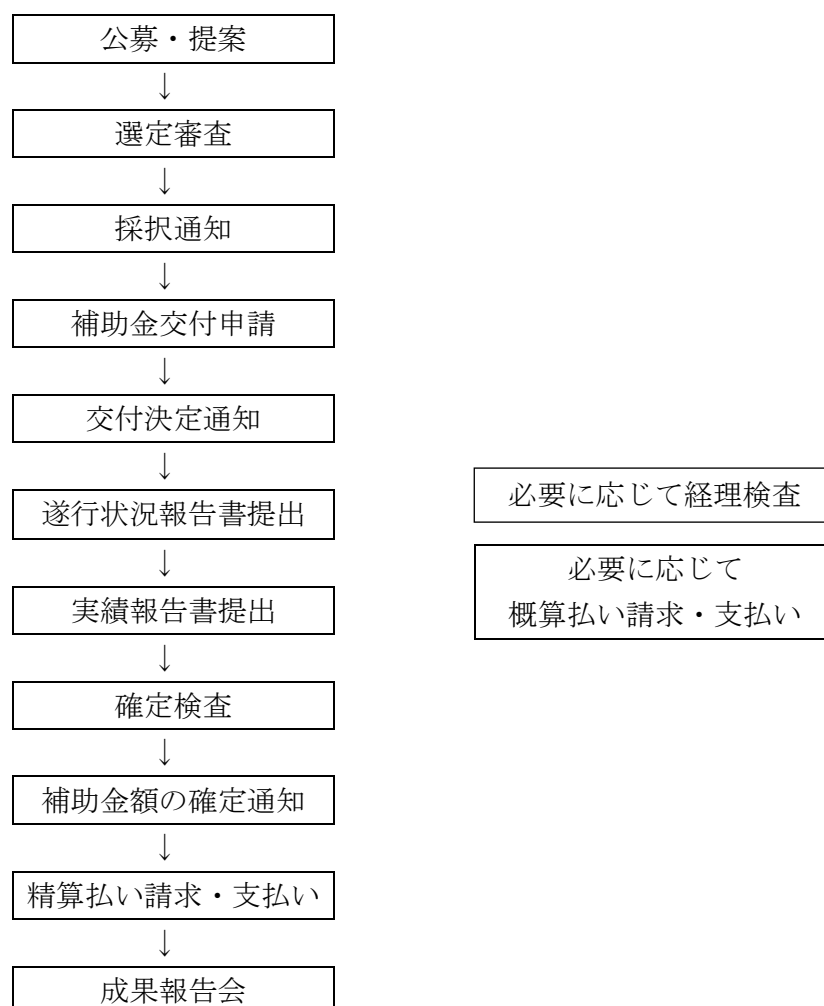 公募・提案
↓
選定審査
↓
採択通知
↓
補助金交付申請
↓
交付決定通知
↓
遂行状況報告書提出
↓
実績報告書提出
↓
確定検査
↓
補助金額の確定通知
↓
精算払い請求・支払い
↓
成果報告会
必要に応じて経理検査
必要に応じて
概算払い請求・支払い